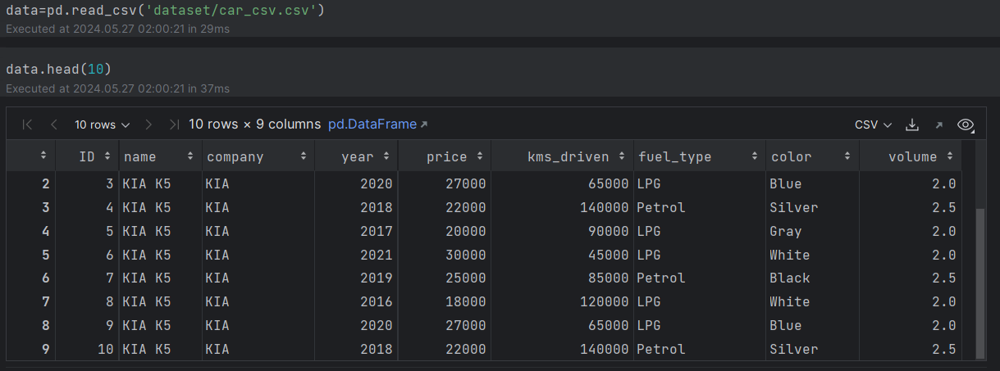 data=pd.read_csv('dataset/car_csv.csv')
Executed at 2024.05.27 02:00:21 in 29ms
data.head(10)
Executed at 2024.05.27 02:00:21 in 37ms
10 rows 10 rows × 9 columns pd.DataFrame CSV
ID name company year price kms_driven fuel_type color volume
2 3 KIA K5 KIA 2020 27000 65000 LPG Blue 2.0
3 4 KIA K5 KIA 2018 22000 140000 Petrol Silver 2.5
4 5 KIA K5 KIA 2017 20000 90000 LPG Gray 2.0
5 6 KIA K5 KIA 2021 30000 45000 LPG White 2.0
6 7 KIA K5 KIA 2019 25000 85000 Petrol Black 2.5
7 8 KIA K5 KIA 2016 18000 120000 LPG White 2.0
8 9 KIA K5 KIA 2020 27000 65000 LPG Blue 2.0
9 10 KIA K5 KIA 2018 22000 140000 Petrol Silver 2.5